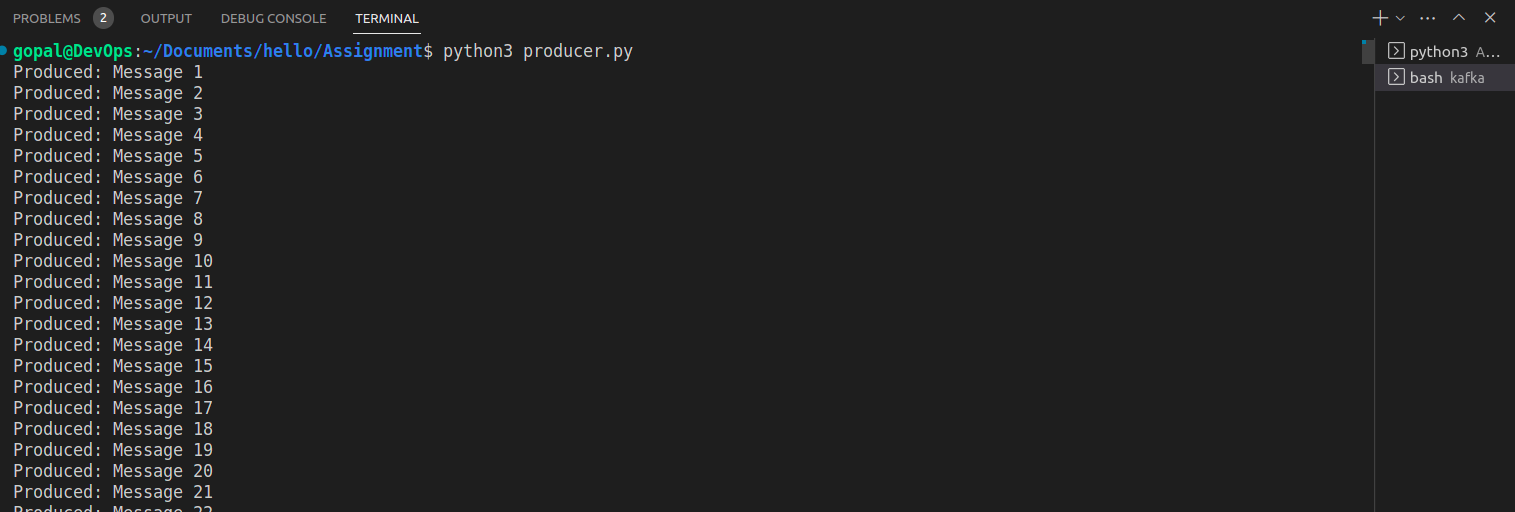 PROBLEMS 2 OUTPUT DEBUG CONSOLE TERMINAL
gopal@DevOps:~/Documents/hello/Assignment$ python3 producer.py
Produced: Message 1
Produced: Message 2
Produced: Message 3
Produced: Message 4
Produced: Message 5
Produced: Message 6
Produced: Message 7
Produced: Message 8
Produced: Message 9
Produced: Message 10
Produced: Message 11
Produced: Message 12
Produced: Message 13
Produced: Message 14
Produced: Message 15
Produced: Message 16
Produced: Message 17
Produced: Message 18
Produced: Message 19
Produced: Message 20
Produced: Message 21
Produced: Message 22
python3 A...
bash kafka